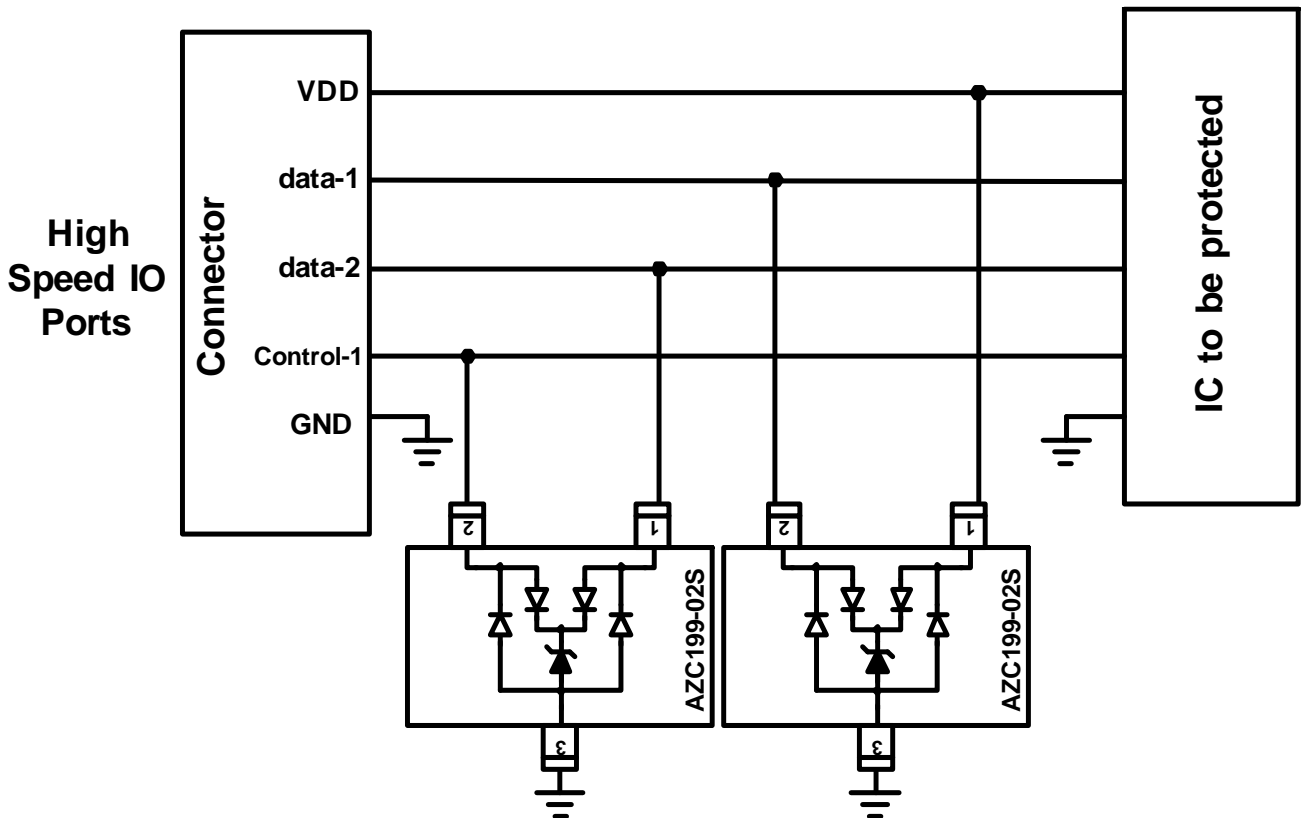 High
Speed IO
Ports
Connector
VDD
data-1
data-2
Control-1
GND
IC to be protected
2
1
2
1
AZC199-02S
AZC199-02S
3
3